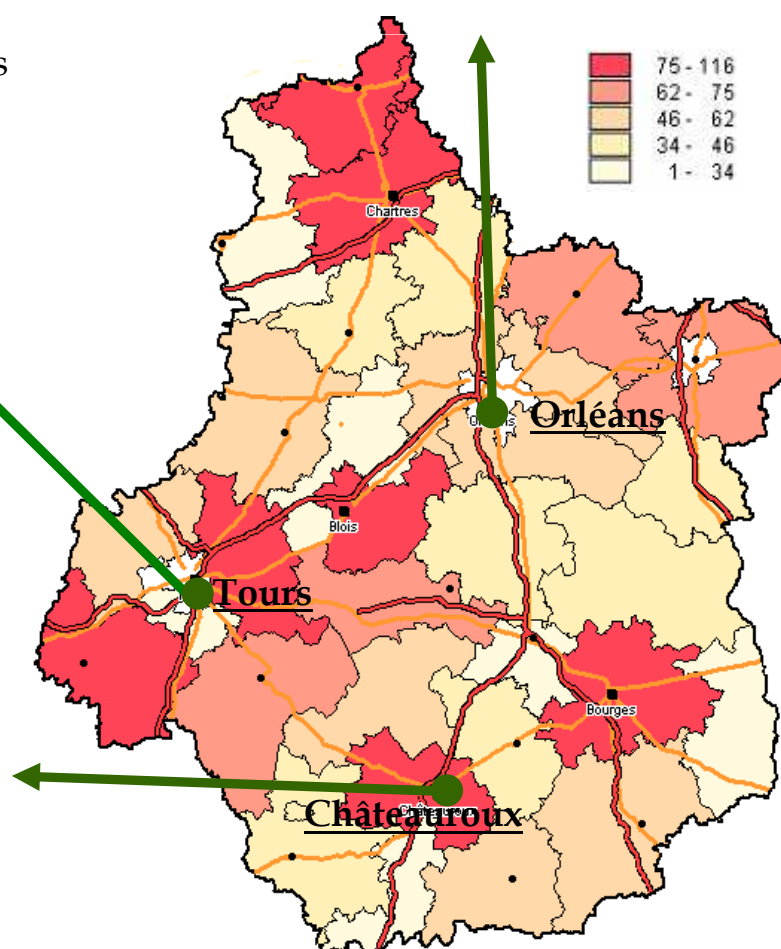 s
75 - 116
62 - 75
46 - 62
34 - 46
1 - 34
Chartres
Orléans
Blois
Tours
Bourges
Châteauroux